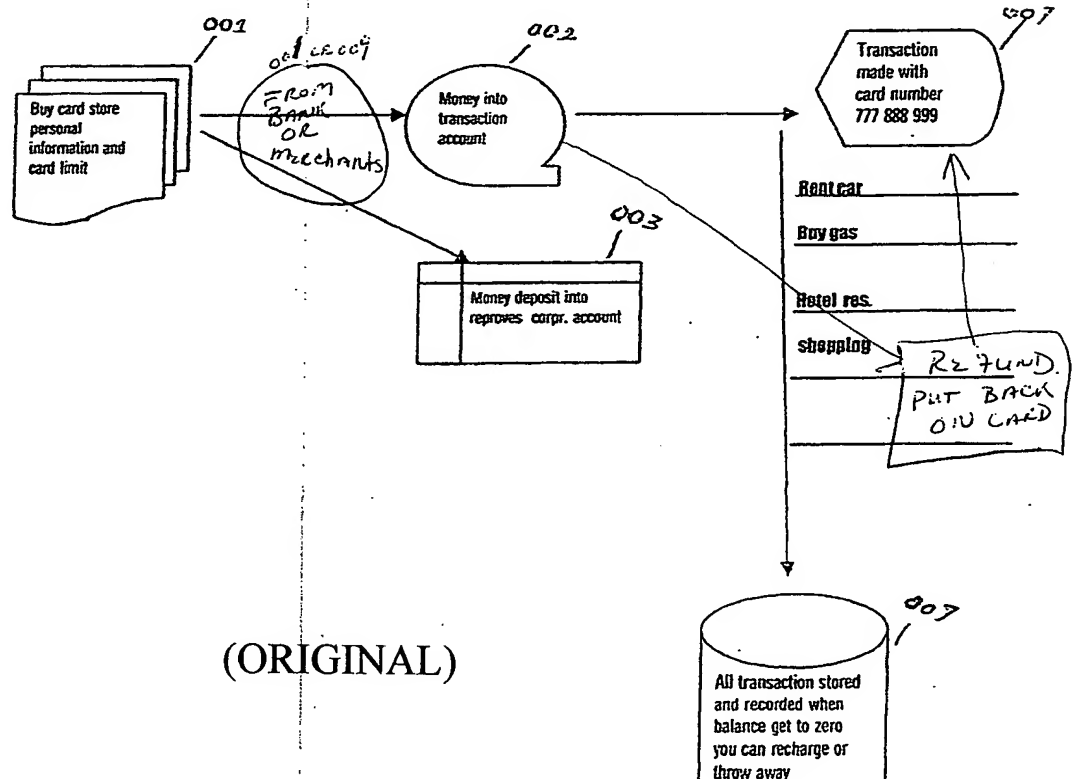 001
Buy card store
personal
information and
card limit
FROM
BANK
OR
merchants
002
Money into
transaction
account
003
Money deposit into
reproves corpr. account
007
Transaction
made with
card number
777 888 999
Rent car
Buy gas
Hotel res.
shopping
REFUND.
PUT BACK
ON CARD
(ORIGINAL)
007
All transaction stored
and recorded when
balance get to zero
you can recharge or
throw away